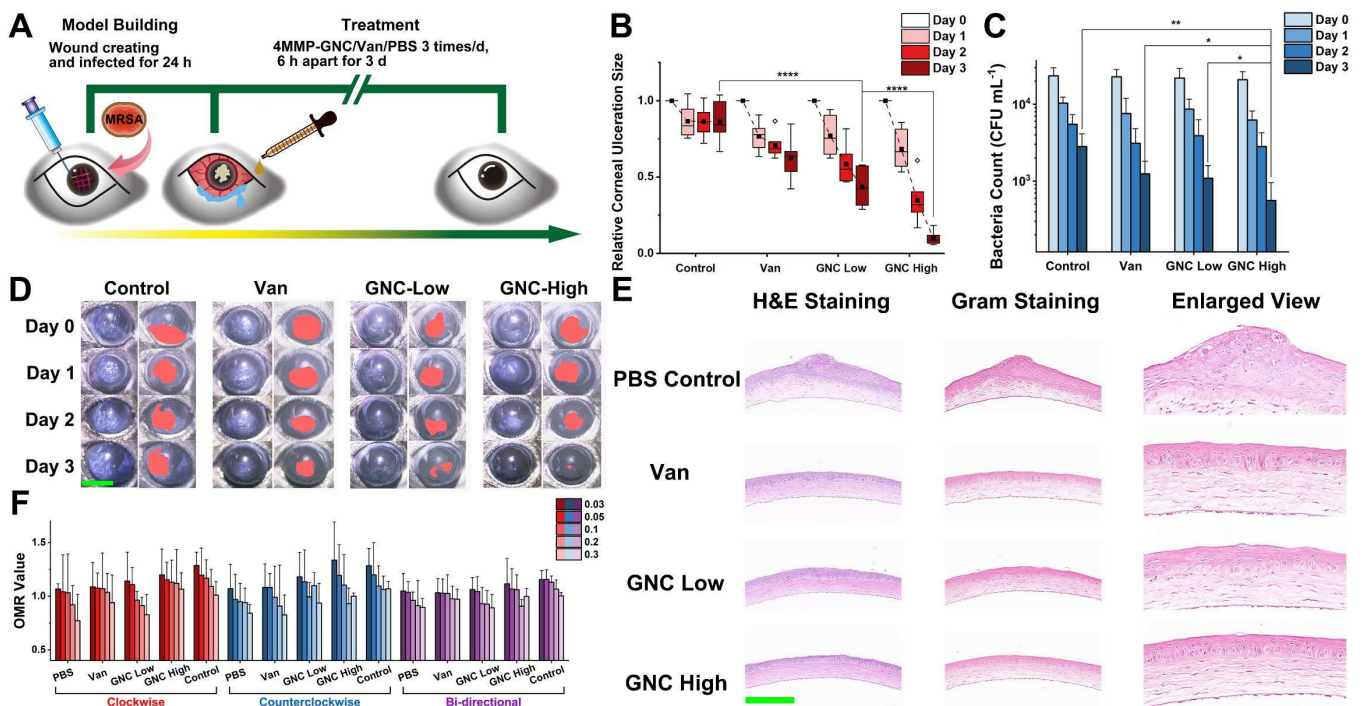 A
Model Building
Wound creating
and infected for 24 h
Treatment
4MMP-GNC/Van/PBS 3 times/d,
6 h apart for 3 d
MRSA
B
Relative Corneal Ulceration Size
1.0
0.5
0.0
Day 0
Day 1
Day 2
Day 3
****
****
Control
Van
GNC Low
GNC High
C
Bacteria Count (CFU mL⁻¹)
10⁴
10³
Day 0
Day 1
Day 2
Day 3
**
*
*
Control
Van
GNC Low
GNC High
D
Control
Van
GNC-Low
GNC-High
Day 0
Day 1
Day 2
Day 3
E
H&E Staining
Gram Staining
Enlarged View
PBS Control
Van
GNC Low
GNC High
F
OMR Value
1.5
1.0
0.5
0.03
0.05
0.1
0.2
0.3
PBS
Van
GNC Low
GNC High
Control
PBS
Van
GNC Low
GNC High
Control
PBS
Van
GNC Low
GNC High
Control
Clockwise
Counterclockwise
Bi-directional